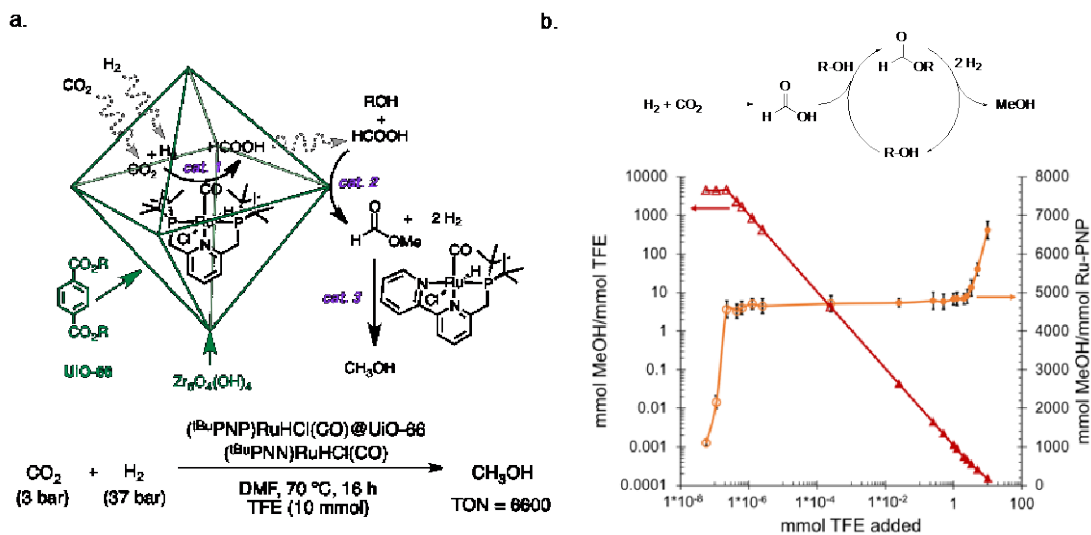 a.
H2
CO2
ROH
+
HCOOH
HCOOH
CO2 + H2
cat. 1
cat. 2
CO
P
Ru
H
P
Cl
N
O
H
OMe
+ 2 H2
CO
N
Ru
H
P
Cl
N
cat. 3
CO2R
CO2R
UiO-66
Zr6O4(OH)4
CH3OH
(tBuPNP)RuHCl(CO)@UiO-66
(tBuPNN)RuHCl(CO)
CO2 + H2
(3 bar) (37 bar)
DMF, 70 °C, 16 h
TFE (10 mmol)
CH3OH
TON = 6600
b.
O
H
OR
R-OH
2 H2
H2 + CO2
O
H
OH
MeOH
R-OH
mmol MeOH/mmol TFE
10000
1000
100
10
1
0.1
0.01
0.001
0.0001
8000
7000
6000
5000
4000
3000
2000
1000
0
mmol MeOH/mmol Ru-PNP
1*10-8
1*10-6
1*10-4
1*10-2
1
100
mmol TFE added